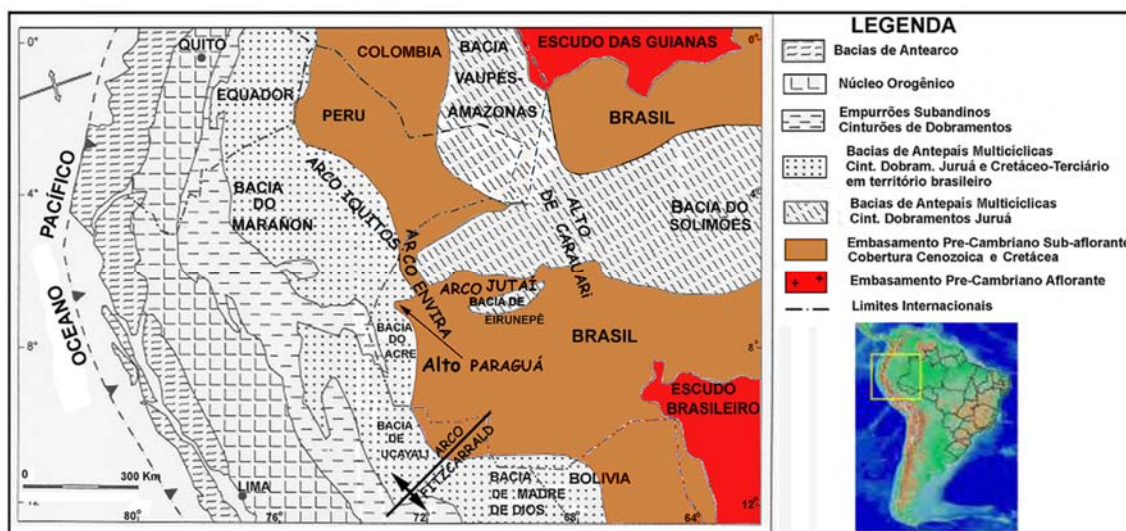 0°
QUITO
COLOMBIA
BACIA
VAUPÉS-
AMAZONAS
ESCUDO DAS GUIANAS
0°
EQUADOR
PERU
BRASIL
4°
4°
PACÍFICO
OCEANO
BACIA
DO
MARAÑON
ARCO IQUITOS
ALTO
DE
CARAUARI
BACIA DO
SOLIMÕES
ARCO ENVIRA
ARCO JUTAI
BACIA DE
EIRUNEPÊ
BRASIL
8°
8°
BACIA
DO
ACRE
Alto PARAGUÁ
ESCUDO
BRASILEIRO
BACIA
DE
UCAYALI
ARCO
FITZCARRALD
BACIA
DE MADRE
DE DIOS
BOLIVIA
0
300 Km
LIMA
12°
80°
76°
72°
68°
64°
LEGENDA
Bacias de Antearco
Núcleo Orogênico
Empurrões Subandinos
Cinturões de Dobramentos
Bacias de Antepaís Multicíclicas
Cint. Dobram. Juruá e Cretáceo-Terciário
em território brasileiro
Bacias de Antepaís Multicíclicas
Cint. Dobramentos Juruá
Embasamento Pre-Cambriano Sub-aflorante
Cobertura Cenozoica e Cretácea
Embasamento Pre-Cambriano Aflorante
Limites Internacionais